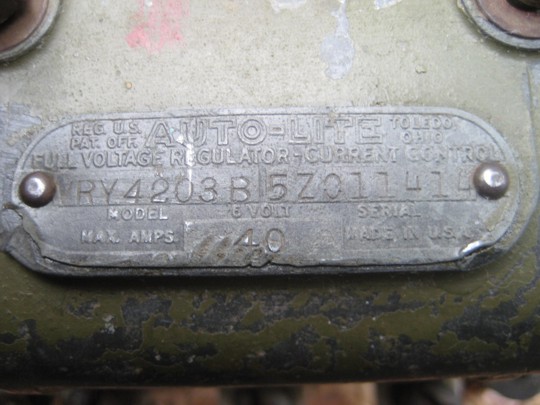 REG. U.S. PAT. OFF. AUTO-LITE TOLEDO OHIO
FULL VOLTAGE REGULATOR-CURRENT CONTROL
VRY4203B 5Z011414
MODEL 6 VOLT SERIAL
MAX. AMPS. 40 MADE IN U.S.A.